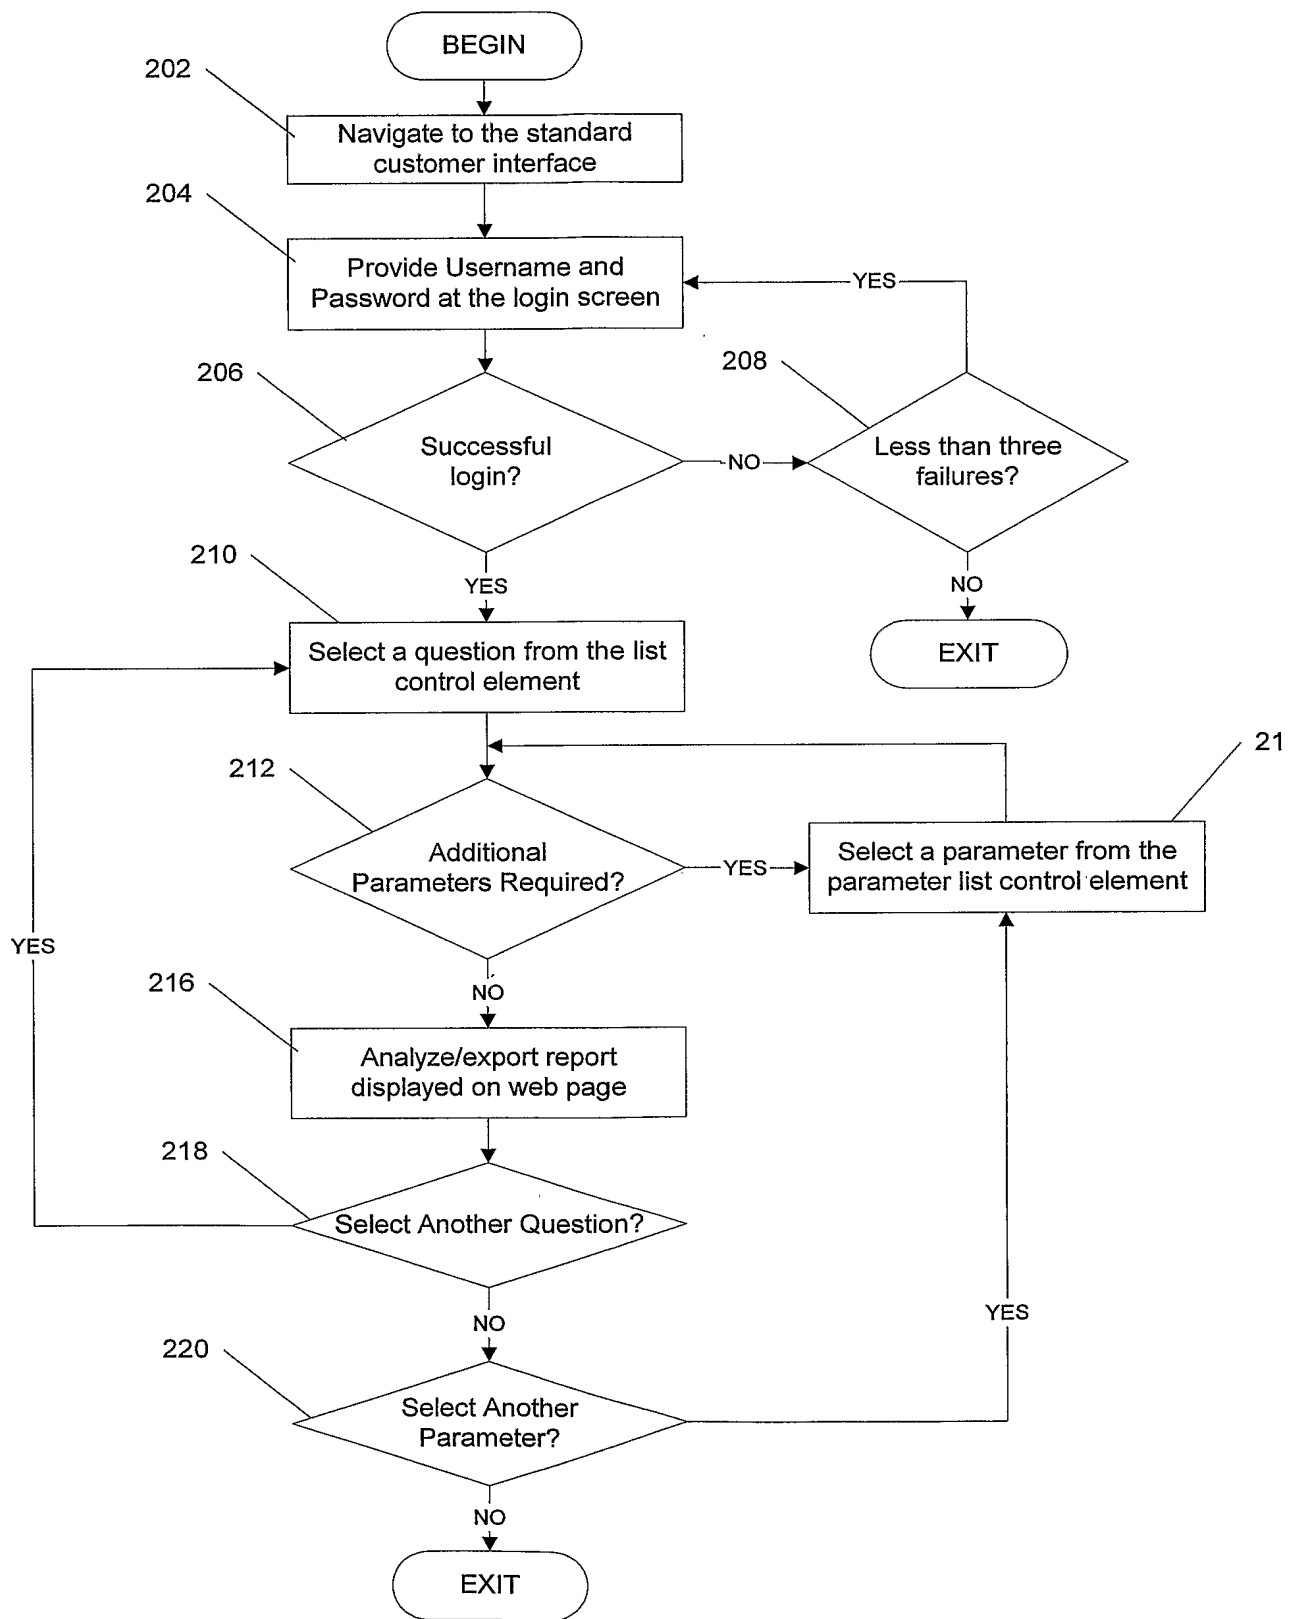 BEGIN
202
Navigate to the standard
customer interface
204
Provide Username and
Password at the login screen
YES
206
208
Successful
login?
NO
Less than three
failures?
210
YES
NO
Select a question from the list
control element
EXIT
212
21
Additional
Parameters Required?
YES
Select a parameter from the
parameter list control element
YES
216
NO
Analyze/export report
displayed on web page
218
Select Another Question?
NO
YES
220
Select Another
Parameter?
NO
EXIT